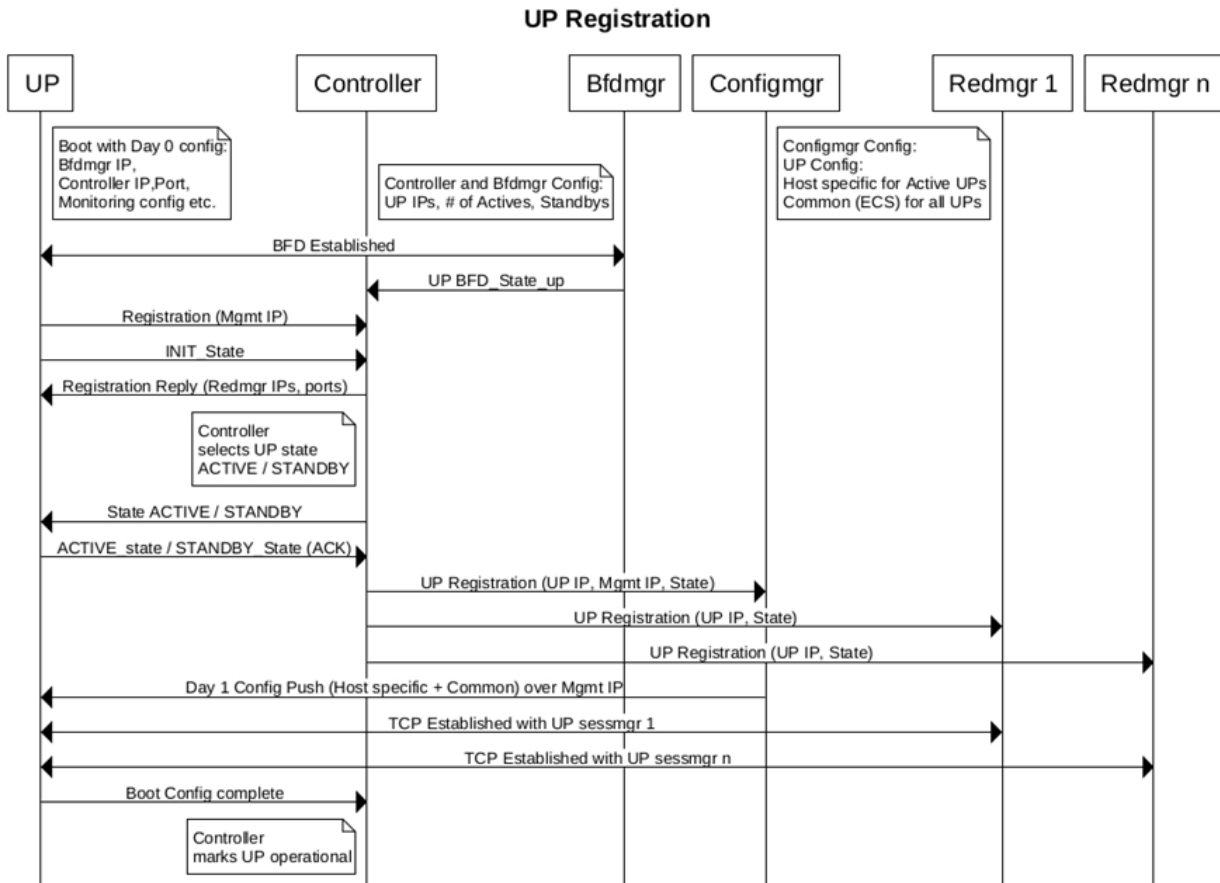 UP Registration
UP
Controller
Bfdmgr
Configmgr
Redmgr 1
Redmgr n
Boot with Day 0 config:
Bfdmgr IP,
Controller IP,Port,
Monitoring config etc.
Controller and Bfdmgr Config:
UP IPs, # of Actives, Standbys
Configmgr Config:
UP Config:
Host specific for Active UPs
Common (ECS) for all UPs
BFD Established
UP BFD_State_up
Registration (Mgmt IP)
INIT_State
Registration Reply (Redmgr IPs, ports)
Controller
selects UP state
ACTIVE / STANDBY
State ACTIVE / STANDBY
ACTIVE_state / STANDBY_State (ACK)
UP Registration (UP IP, Mgmt IP, State)
UP Registration (UP IP, State)
UP Registration (UP IP, State)
Day 1 Config Push (Host specific + Common) over Mgmt IP
TCP Established with UP sessmgr 1
TCP Established with UP sessmgr n
Boot Config complete
Controller
marks UP operational